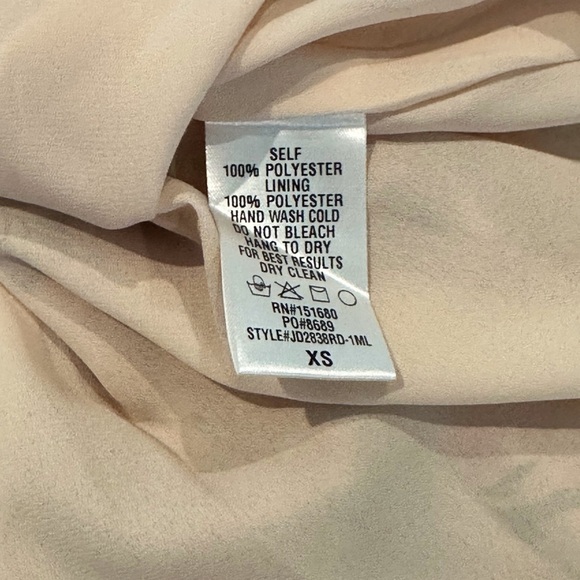 SELF
100% POLYESTER
LINING
100% POLYESTER
HAND WASH COLD
DO NOT BLEACH
HANG TO DRY
FOR BEST RESULTS
DRY CLEAN
RN#151680
PO#8689
STYLE#JD2838RD-1ML
XS